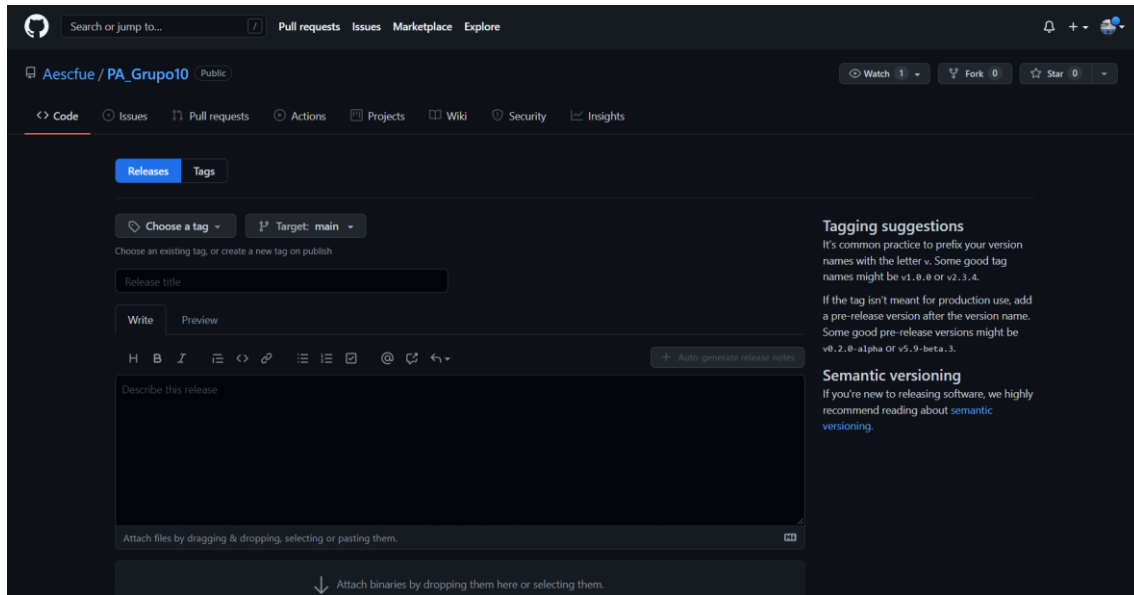 Search or jump to... /
Pull requests Issues Marketplace Explore
Aescfue / PA_Grupo10 Public
Watch 1 Fork 0 Star 0
<> Code Issues Pull requests Actions Projects Wiki Security Insights
Releases Tags
Choose a tag Target: main
Choose an existing tag, or create a new tag on publish
Release title
Write Preview
H B I
+ Auto-generate release notes
Describe this release
Attach files by dragging & dropping, selecting or pasting them.
Attach binaries by dropping them here or selecting them.
Tagging suggestions
It's common practice to prefix your version
names with the letter v. Some good tag
names might be v1.0.0 or v2.3.4.
If the tag isn't meant for production use, add
a pre-release version after the version name.
Some good pre-release versions might be
v0.2.0-alpha or v5.9-beta.3.
Semantic versioning
If you're new to releasing software, we highly
recommend reading about semantic
versioning.